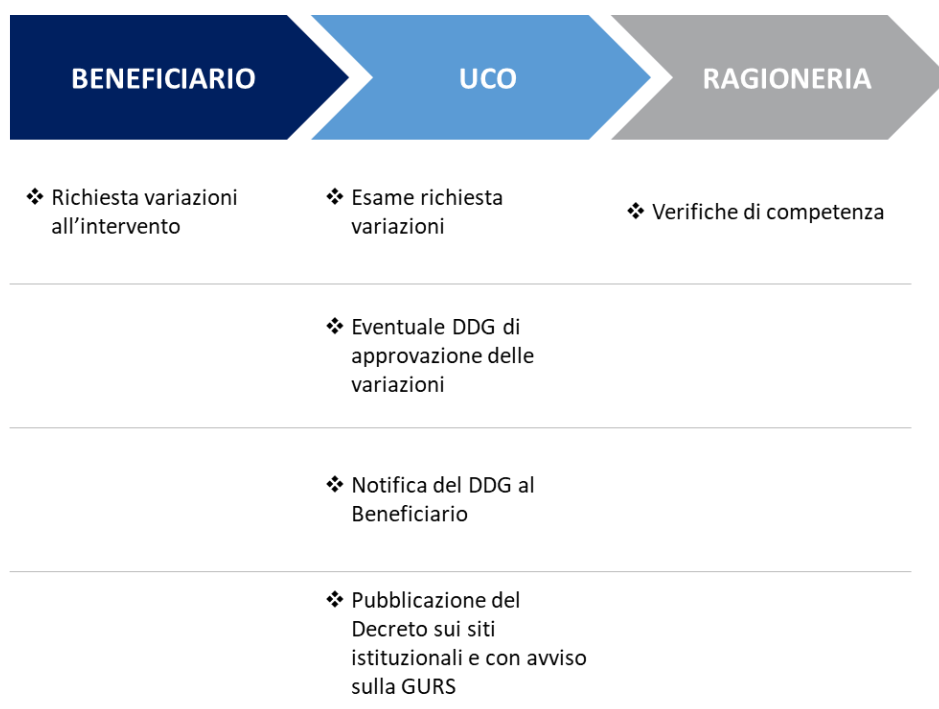 BENEFICIARIO
UCO
RAGIONERIA
❖ Richiesta variazioni
all’intervento
❖ Esame richiesta
variazioni
❖ Verifiche di competenza
❖ Eventuale DDG di
approvazione delle
variazioni
❖ Notifica del DDG al
Beneficiario
❖ Pubblicazione del
Decreto sui siti
istituzionali e con avviso
sulla GURS